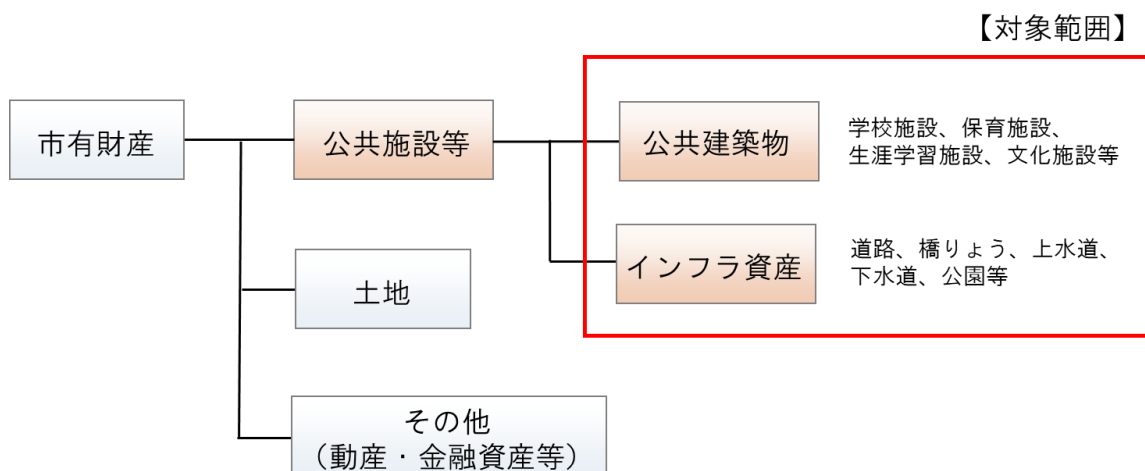 【対象範囲】
市有財産
公共施設等
公共建築物
学校施設、保育施設、
生涯学習施設、文化施設等
インフラ資産
道路、橋りょう、上水道、
下水道、公園等
土地
その他
（動産・金融資産等）